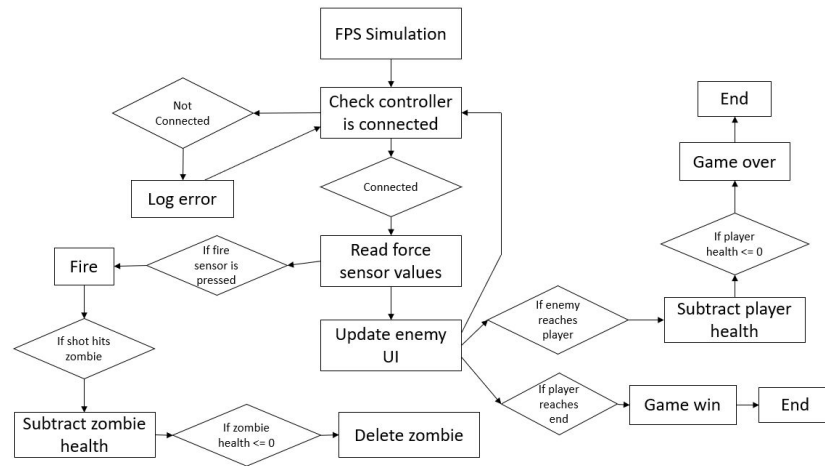 FPS Simulation
Check controller
is connected
Not
Connected
Log error
Connected
Read force
sensor values
If fire
sensor is
pressed
Fire
If shot hits
zombie
Subtract zombie
health
If zombie
health <= 0
Delete zombie
Update enemy
UI
If enemy
reaches
player
Subtract player
health
If player
health <= 0
Game over
End
If player
reaches
end
Game win
End